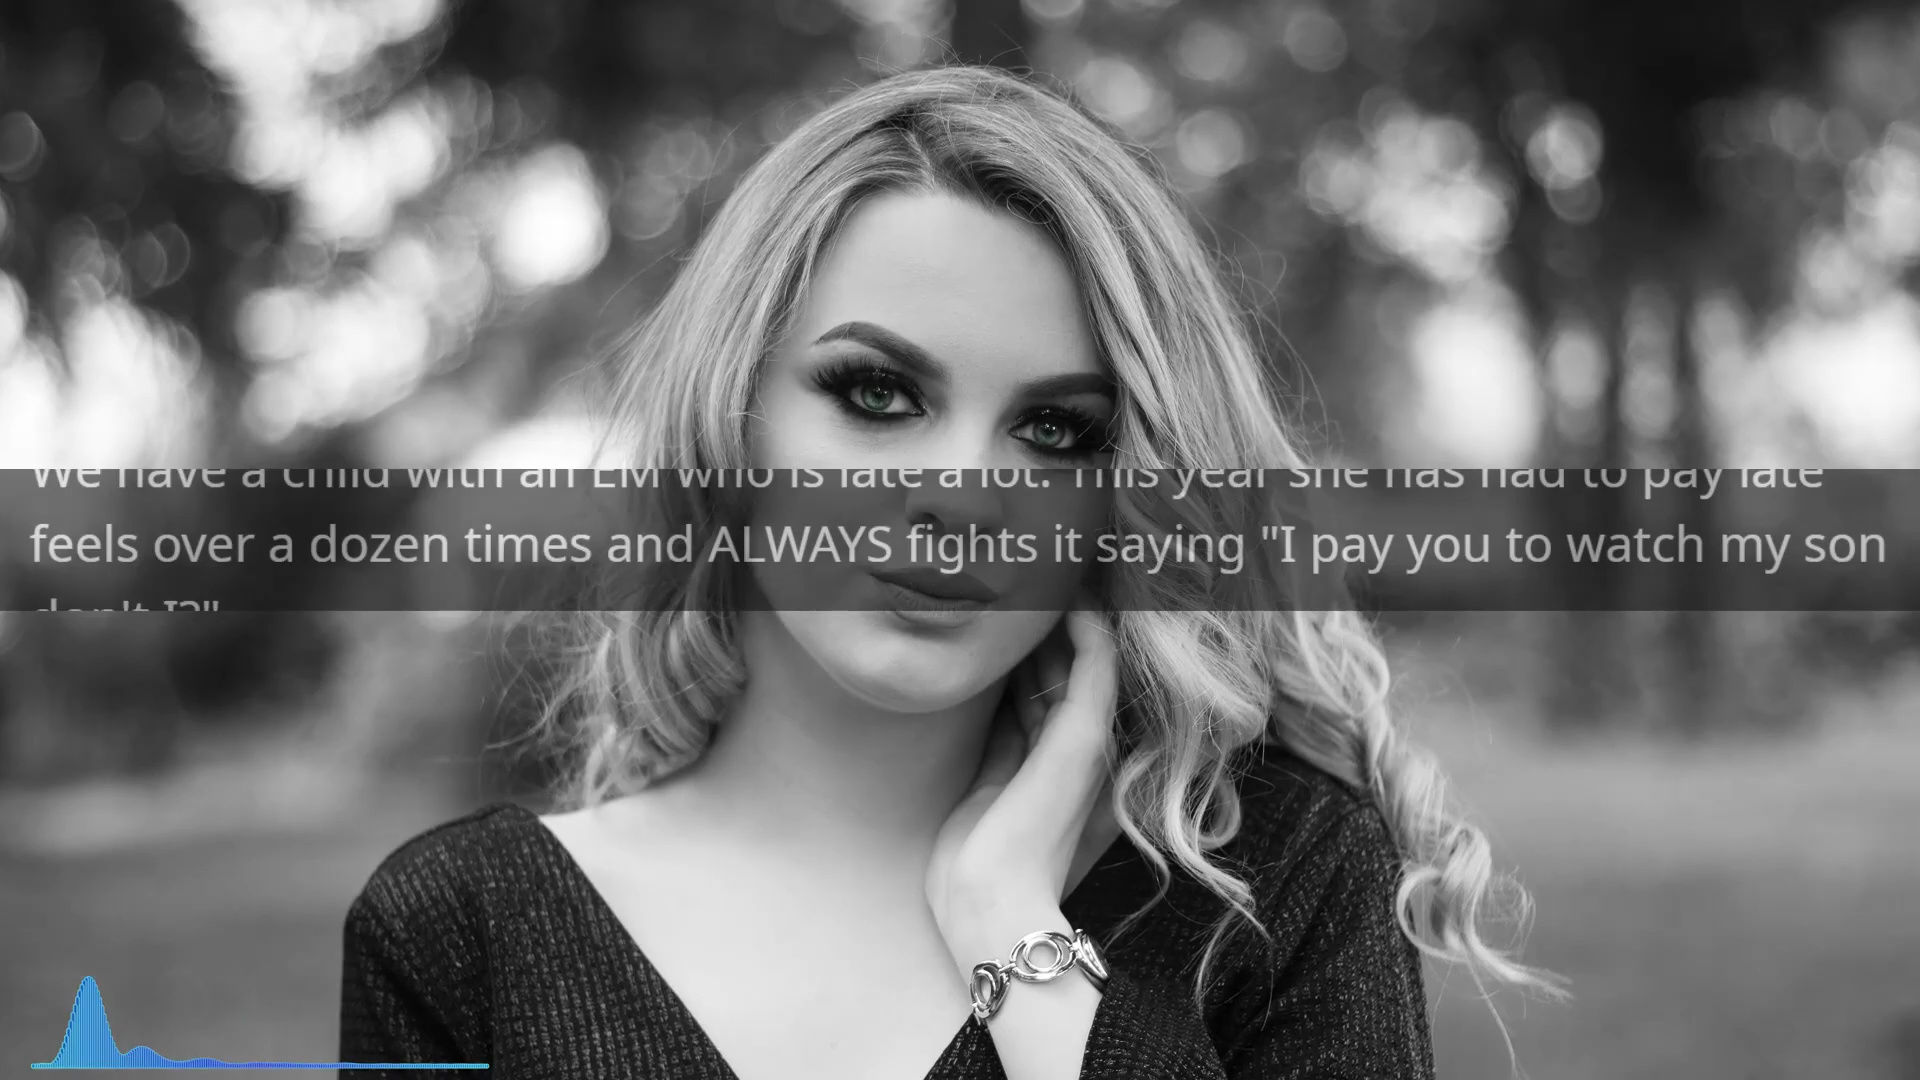 We have a child with an EM who is late a lot. This year she has had to pay late
feels over a dozen times and ALWAYS fights it saying "I pay you to watch my son
don't I?"